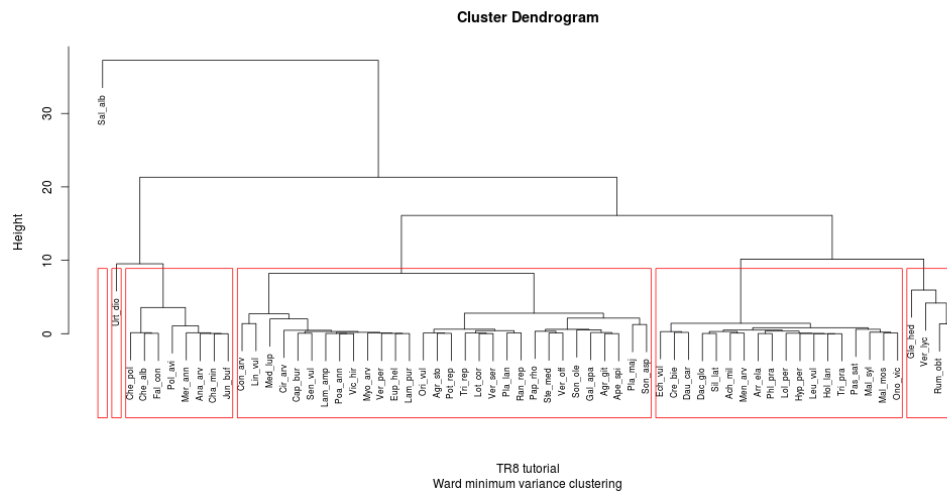 Cluster Dendrogram
Height
30
20
10
0
Sal_alb
Urt_dio
Che_pol
Che_alb
Fal_con
Pol_avi
Mer_ann
Ana_arv
Cha_min
Jun_buf
Con_arv
Lin_vul
Med_lup
Cir_arv
Cap_bur
Sen_vul
Lam_amp
Poa_ann
Vic_hir
Myo_arv
Ver_per
Eup_hel
Lam_pur
Ori_vul
Agr_sto
Pot_rep
Tri_rep
Lot_cor
Ver_ser
Pla_lan
Ran_rep
Pap_rho
Ste_med
Ver_off
Son_ole
Gal_apa
Agr_git
Ape_spi
Pla_maj
Son_asp
Ech_vul
Cre_bie
Dau_car
Dac_glo
Sil_lat
Ach_mil
Men_arv
Arr_ela
Phl_pra
Lol_per
Hyp_per
Leu_vul
Hol_lan
Tri_pra
Pas_sat
Mal_syl
Mal_mos
Ono_vic
Gle_hed
Ver_lyc
Rum_obt
TR8 tutorial
Ward minimum variance clustering